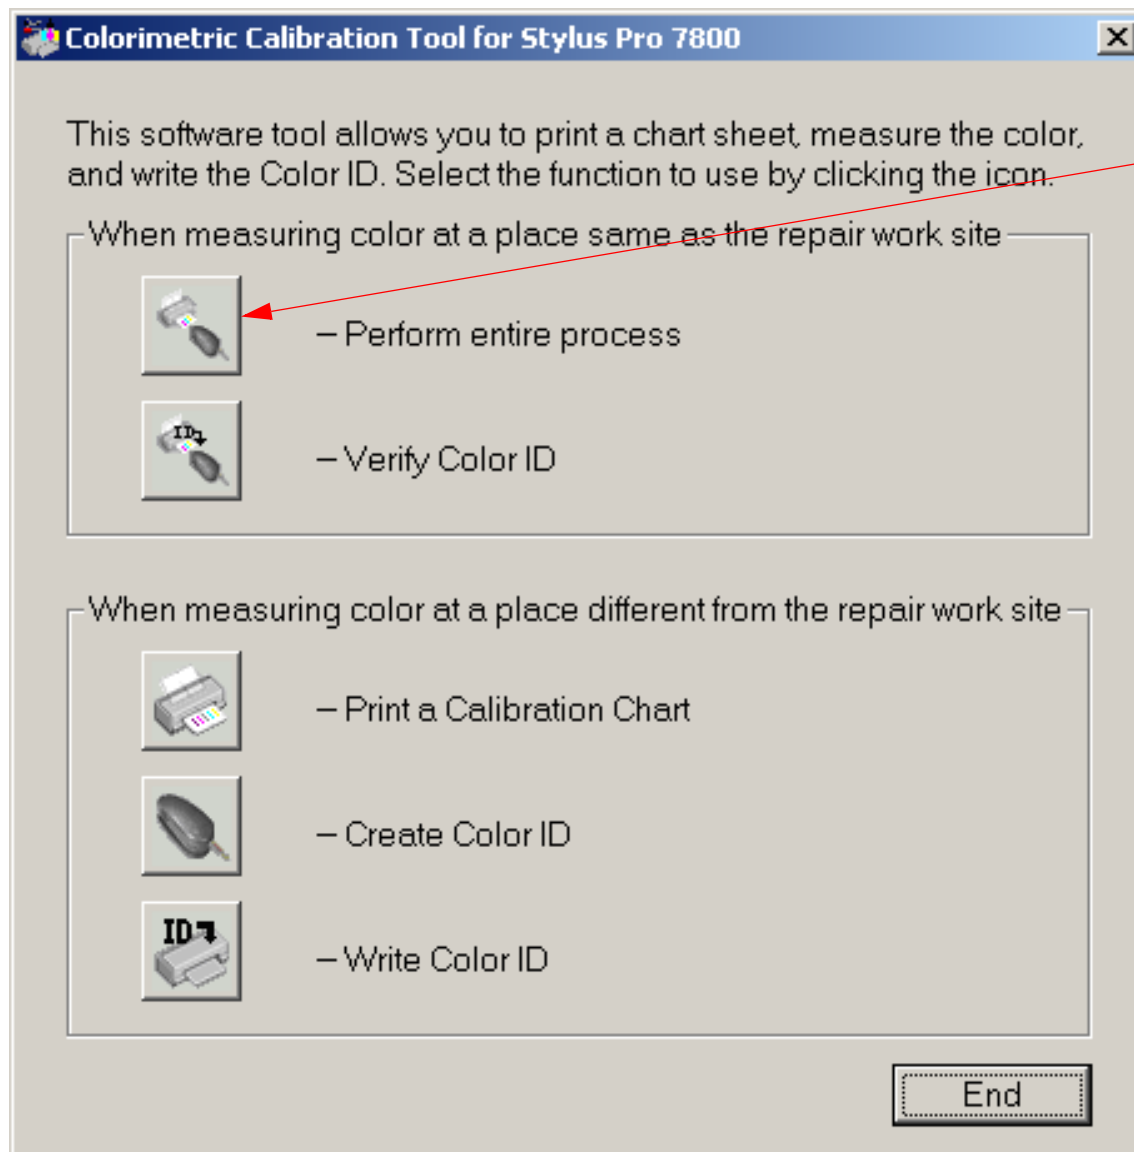 Colorimetric Calibration Tool for Stylus Pro 7800
This software tool allows you to print a chart sheet, measure the color,
and write the Color ID. Select the function to use by clicking the icon.
When measuring color at a place same as the repair work site
– Perform entire process
ID
– Verify Color ID
When measuring color at a place different from the repair work site
– Print a Calibration Chart
– Create Color ID
ID
– Write Color ID
End